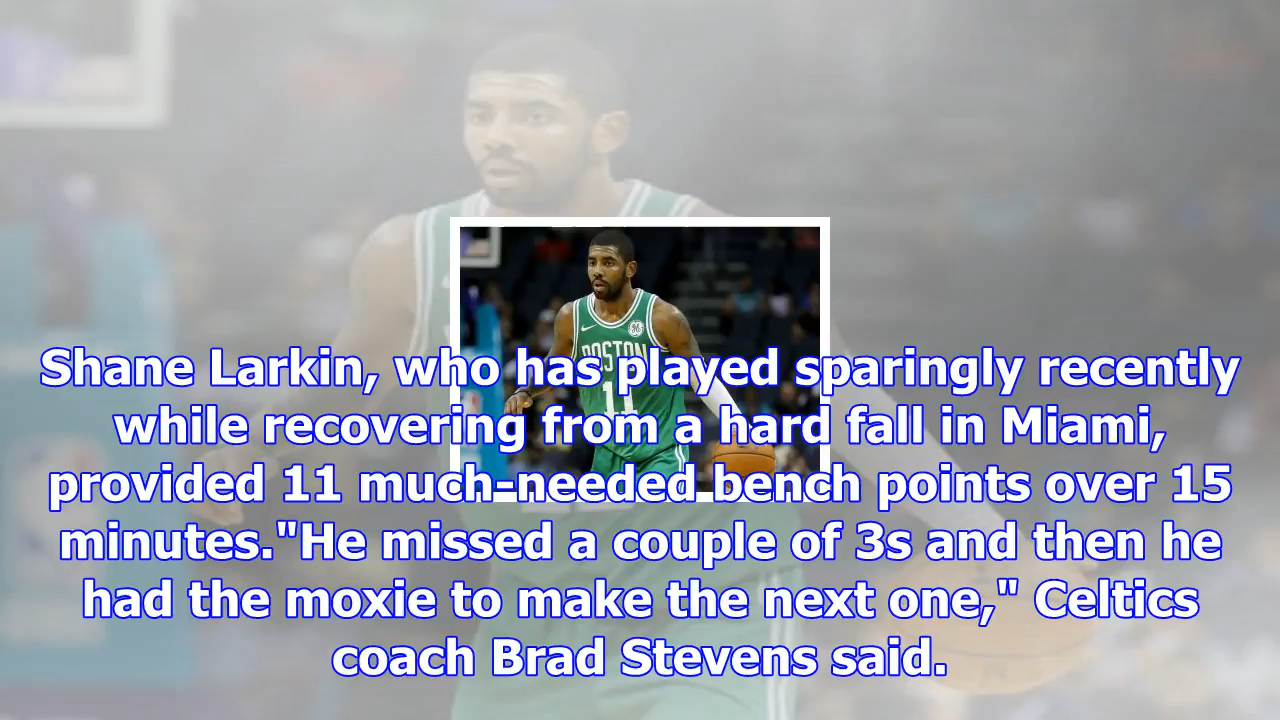 BOSTON
11
Shane Larkin, who has played sparingly recently
while recovering from a hard fall in Miami,
provided 11 much-needed bench points over 15
minutes."He missed a couple of 3s and then he
had the moxie to make the next one," Celtics
coach Brad Stevens said.